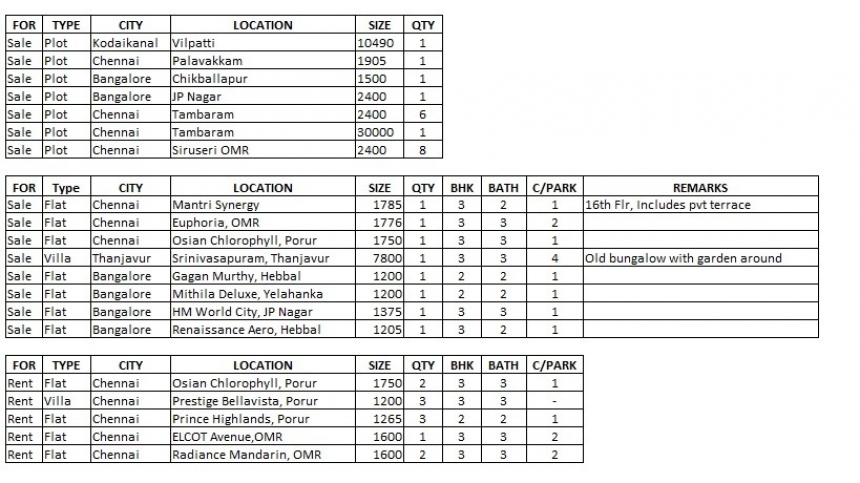 FOR TYPE CITY LOCATION SIZE QTY
Sale Plot Kodaikanal Vilpatti 10490 1
Sale Plot Chennai Palavakkam 1905 1
Sale Plot Bangalore Chikballapur 1500 1
Sale Plot Bangalore JP Nagar 2400 1
Sale Plot Chennai Tambaram 2400 6
Sale Plot Chennai Tambaram 30000 1
Sale Plot Chennai Siruseri OMR 2400 8
FOR Type CITY LOCATION SIZE QTY BHK BATH C/PARK REMARKS
Sale Flat Chennai Mantri Synergy 1785 1 3 2 1 16th Flr, Includes pvt terrace
Sale Flat Chennai Euphoria, OMR 1776 1 3 3 2
Sale Flat Chennai Osian Chlorophyll, Porur 1750 1 3 3 1
Sale Villa Thanjavur Srinivasapuram, Thanjavur 7800 1 3 3 4 Old bungalow with garden around
Sale Flat Bangalore Gagan Murthy, Hebbal 1200 1 2 2 1
Sale Flat Bangalore Mithila Deluxe, Yelahanka 1200 1 2 2 1
Sale Flat Bangalore HM World City, JP Nagar 1375 1 3 3 1
Sale Flat Bangalore Renaissance Aero, Hebbal 1205 1 3 2 1
FOR TYPE CITY LOCATION SIZE QTY BHK BATH C/PARK
Rent Flat Chennai Osian Chlorophyll, Porur 1750 2 3 3 1
Rent Villa Chennai Prestige Bellavista, Porur 1200 3 3 3 -
Rent Flat Chennai Prince Highlands, Porur 1265 3 2 2 1
Rent Flat Chennai ELCOT Avenue,OMR 1600 1 3 3 2
Rent Flat Chennai Radiance Mandarin, OMR 1600 2 3 3 2